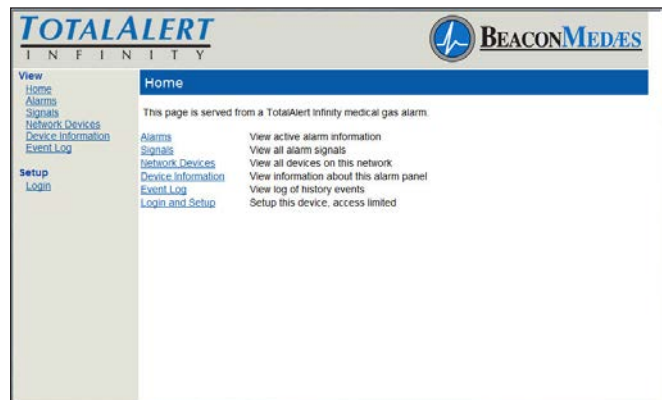 TOTALALERT
INFINITY
BEACONMEDÆS
View
Home
Alarms
Signals
Network Devices
Device Information
Event Log
Setup
Login
Home
This page is served from a TotalAlert Infinity medical gas alarm.
Alarms View active alarm information
Signals View all alarm signals
Network Devices View all devices on this network
Device Information View information about this alarm panel
Event Log View log of history events
Login and Setup Setup this device, access limited